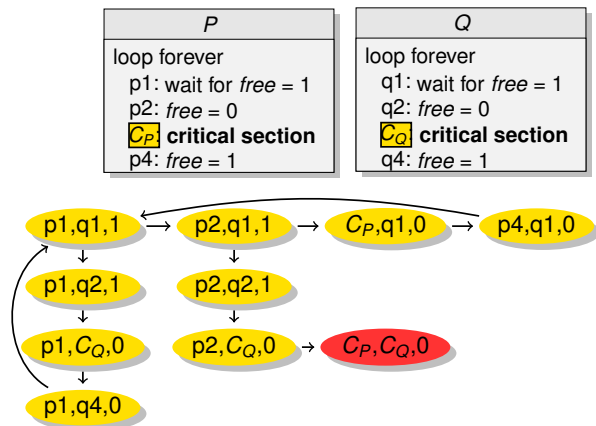 P
loop forever
p1: wait for free = 1
p2: free = 0
C_P: critical section
p4: free = 1
Q
loop forever
q1: wait for free = 1
q2: free = 0
C_Q: critical section
q4: free = 1
p1,q1,1 p2,q1,1 C_P,q1,0 p4,q1,0
p1,q2,1 p2,q2,1
p1,C_Q,0 p2,C_Q,0 C_P,C_Q,0
p1,q4,0